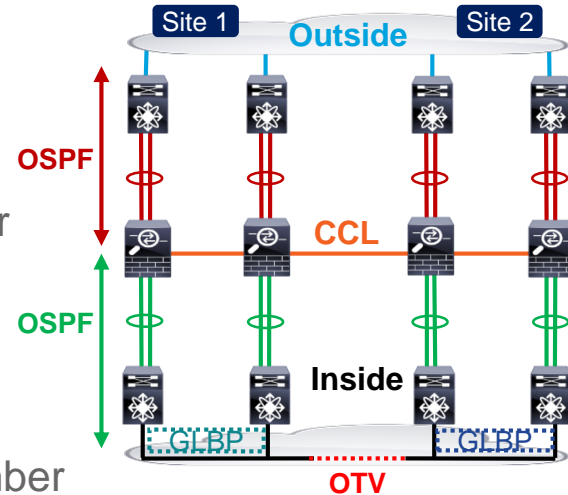 Site 1
Site 2
Outside
OSPF
CCL
OSPF
Inside
GLBP
GLBP
OTV